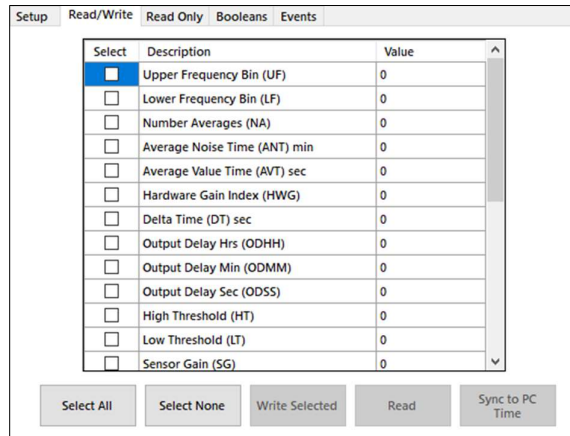 Setup Read/Write Read Only Booleans Events
Select Description Value
Upper Frequency Bin (UF) 0
Lower Frequency Bin (LF) 0
Number Averages (NA) 0
Average Noise Time (ANT) min 0
Average Value Time (AVT) sec 0
Hardware Gain Index (HWG) 0
Delta Time (DT) sec 0
Output Delay Hrs (ODHH) 0
Output Delay Min (ODMM) 0
Output Delay Sec (ODSS) 0
High Threshold (HT) 0
Low Threshold (LT) 0
Sensor Gain (SG) 0
Select All Select None Write Selected Read Sync to PC
Time